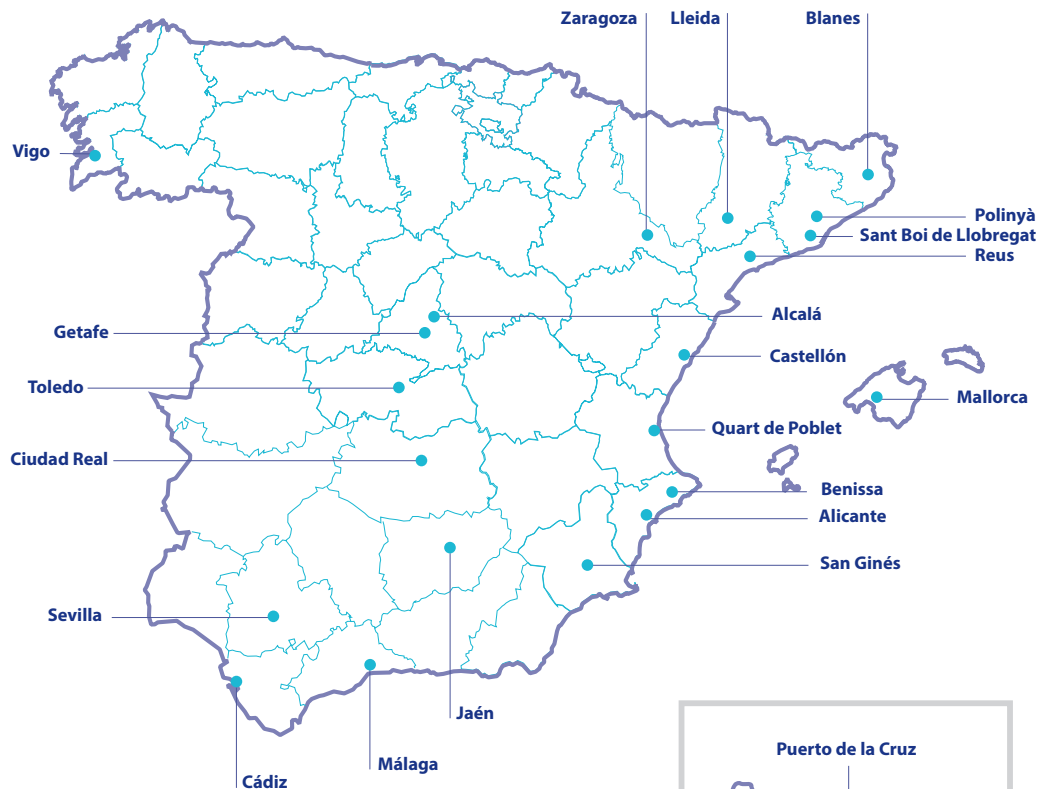 Zaragoza
Lleida
Blanes
Vigo
Polinyà
Sant Boi de Llobregat
Reus
Alcalá
Getafe
Castellón
Toledo
Mallorca
Quart de Poblet
Ciudad Real
Benissa
Alicante
San Ginés
Sevilla
Jaén
Puerto de la Cruz
Málaga
Cádiz